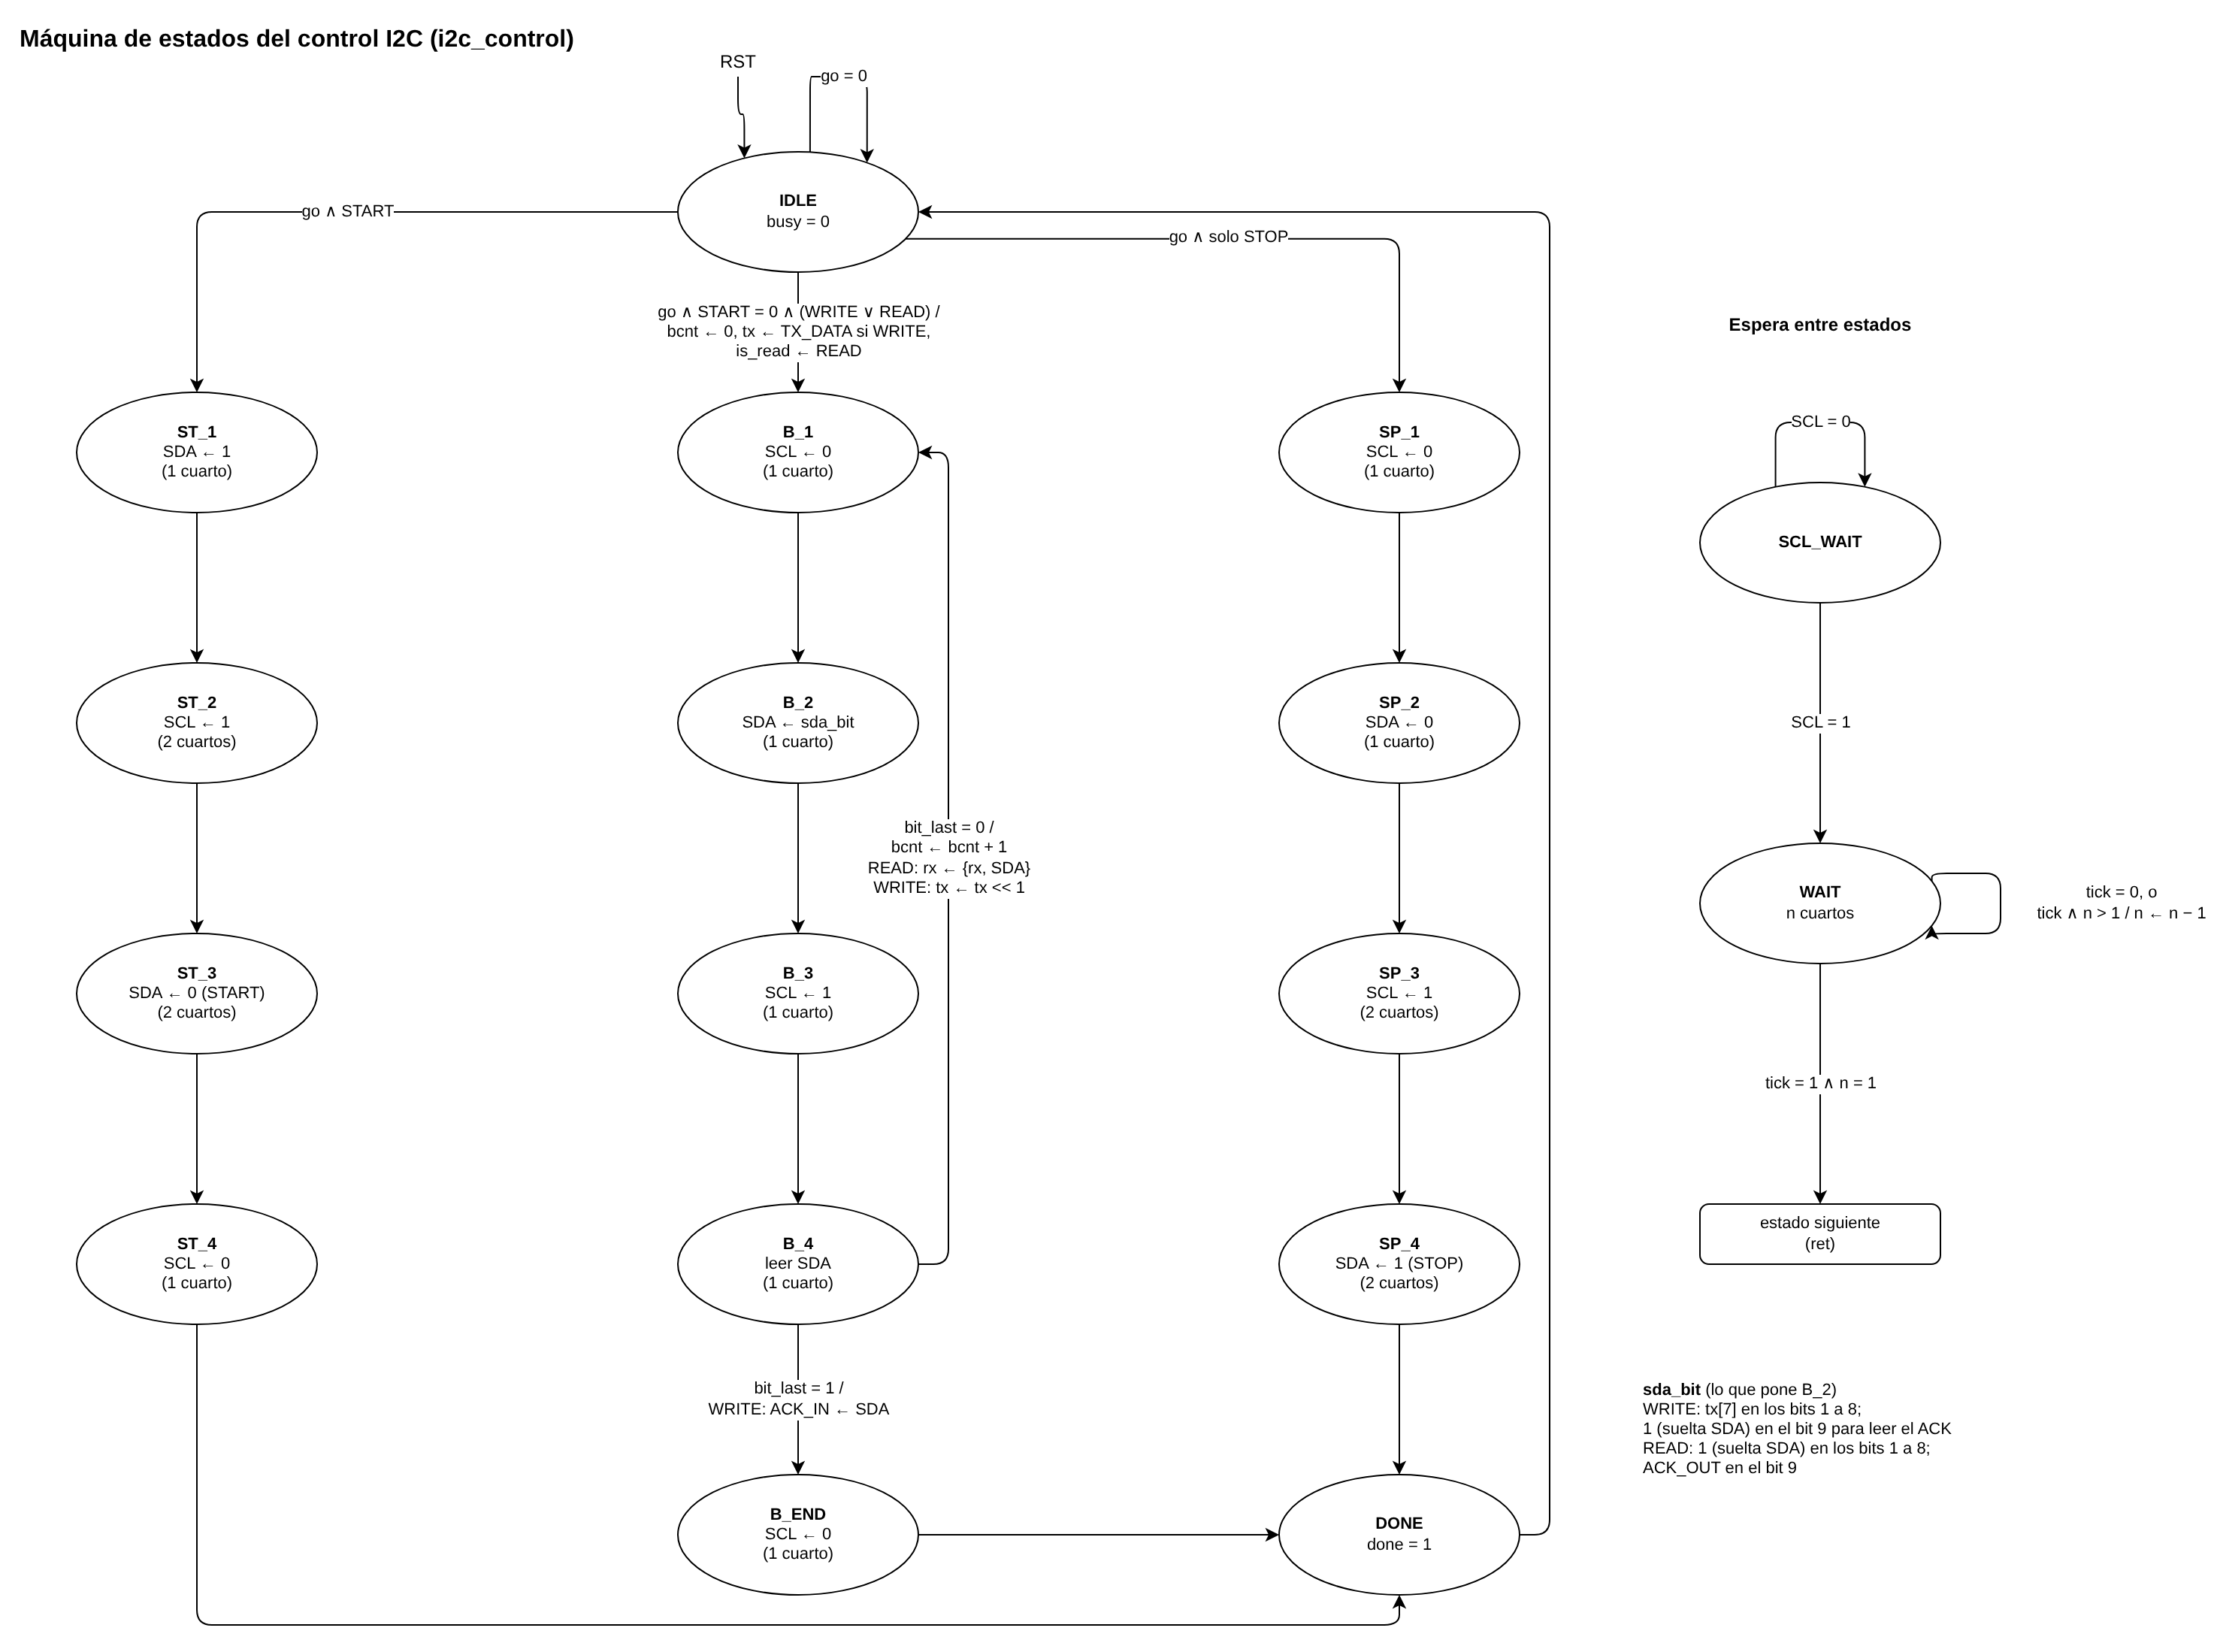 Máquina de estados del control I2C (i2c_control)
RST
go = 0
IDLE
busy = 0
go ∧ START
go ∧ solo STOP
go ∧ START = 0 ∧ (WRITE ∨ READ) /
bcnt ← 0, tx ← TX_DATA si WRITE,
is_read ← READ
ST_1
SDA ← 1
(1 cuarto)
ST_2
SCL ← 1
(2 cuartos)
ST_3
SDA ← 0 (START)
(2 cuartos)
ST_4
SCL ← 0
(1 cuarto)
B_1
SCL ← 0
(1 cuarto)
B_2
SDA ← sda_bit
(1 cuarto)
bit_last = 0 /
bcnt ← bcnt + 1
READ: rx ← {rx, SDA}
WRITE: tx ← tx << 1
B_3
SCL ← 1
(1 cuarto)
B_4
leer SDA
(1 cuarto)
bit_last = 1 /
WRITE: ACK_IN ← SDA
B_END
SCL ← 0
(1 cuarto)
SP_1
SCL ← 0
(1 cuarto)
SP_2
SDA ← 0
(1 cuarto)
SP_3
SCL ← 1
(2 cuartos)
SP_4
SDA ← 1 (STOP)
(2 cuartos)
DONE
done = 1
Espera entre estados
SCL = 0
SCL_WAIT
SCL = 1
WAIT
n cuartos
tick = 0, o
tick ∧ n > 1 / n ← n − 1
tick = 1 ∧ n = 1
estado siguiente
(ret)
sda_bit (lo que pone B_2)
WRITE: tx[7] en los bits 1 a 8;
1 (suelta SDA) en el bit 9 para leer el ACK
READ: 1 (suelta SDA) en los bits 1 a 8;
ACK_OUT en el bit 9